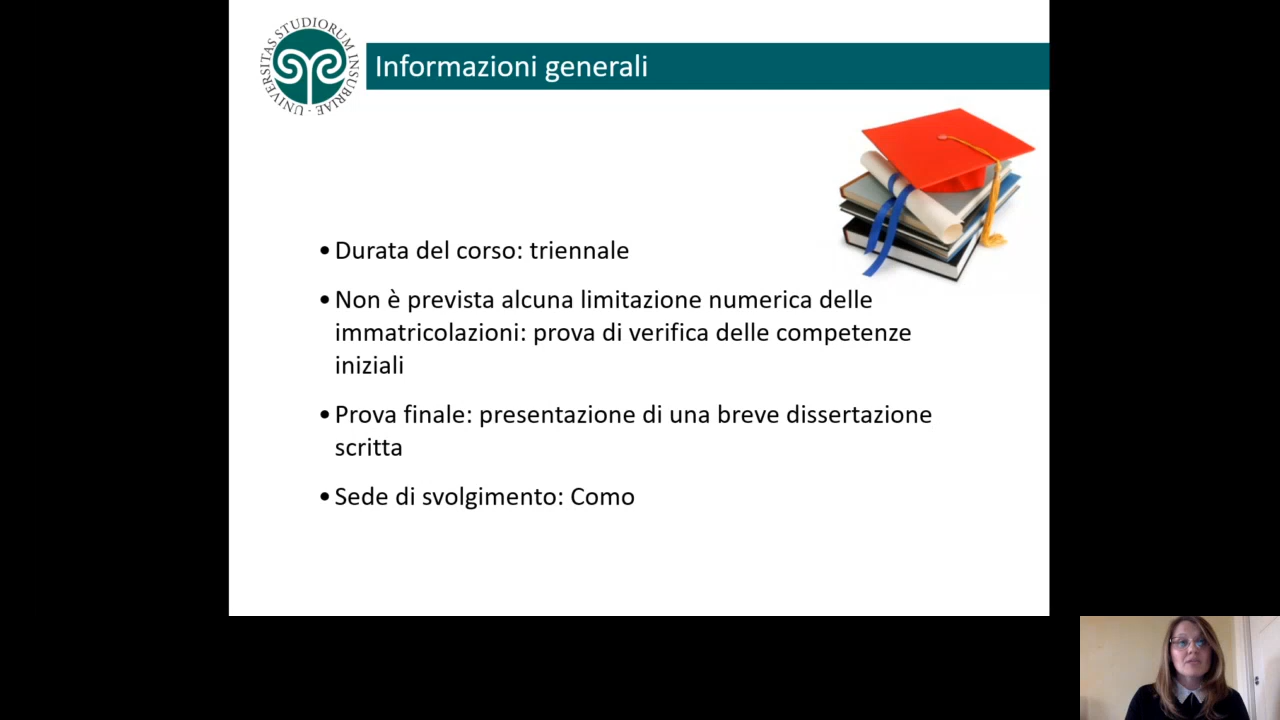 UNIVERSITAS STUDIORUM INSUBRIAE -
Informazioni generali
• Durata del corso: triennale
• Non è prevista alcuna limitazione numerica delle
immatricolazioni: prova di verifica delle competenze
iniziali
• Prova finale: presentazione di una breve dissertazione
scritta
• Sede di svolgimento: Como